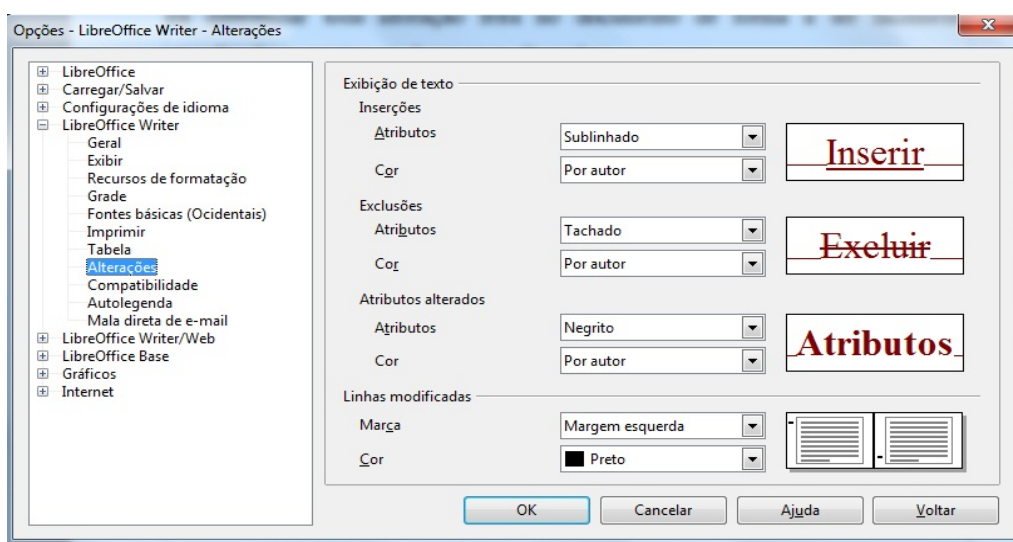 Opções - LibreOffice Writer - Alterações
LibreOffice
Carregar/Salvar
Configurações de idioma
LibreOffice Writer
Geral
Exibir
Recursos de formatação
Grade
Fontes básicas (Ocidentais)
Imprimir
Tabela
Alterações
Compatibilidade
Autolegenda
Mala direta de e-mail
LibreOffice Writer/Web
LibreOffice Base
Gráficos
Internet
Exibição de texto
Inserções
Atributos Sublinhado Inserir
Cor Por autor
Exclusões
Atributos Tachado Excluir
Cor Por autor
Atributos alterados
Atributos Negrito Atributos
Cor Por autor
Linhas modificadas
Marca Margem esquerda
Cor Preto
OK Cancelar Ajuda Voltar